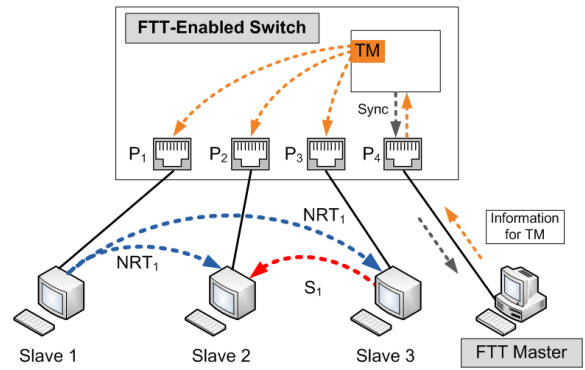 FTT-Enabled Switch
TM
Sync
P1
P2
P3
P4
NRT1
Information
for TM
NRT1
S1
Slave 1
Slave 2
Slave 3
FTT Master